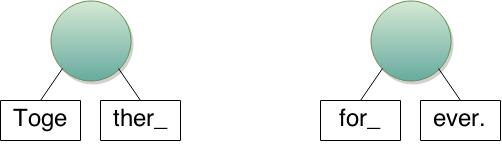 Toge ther_ for_ ever.